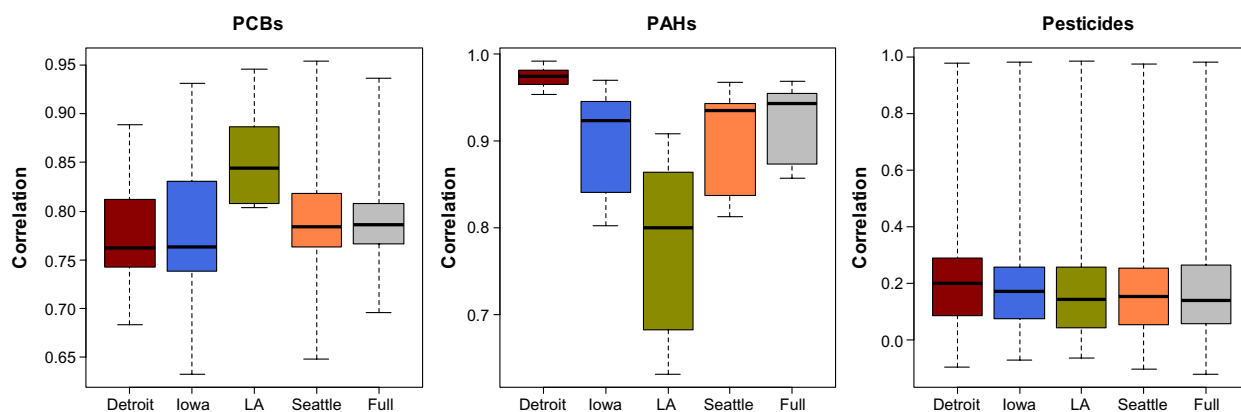 PCBs
Correlation
0.95
0.90
0.85
0.80
0.75
0.70
0.65
Detroit Iowa LA Seattle Full
PAHs
Correlation
1.0
0.9
0.8
0.7
Detroit Iowa LA Seattle Full
Pesticides
Correlation
1.0
0.8
0.6
0.4
0.2
0.0
Detroit Iowa LA Seattle Full